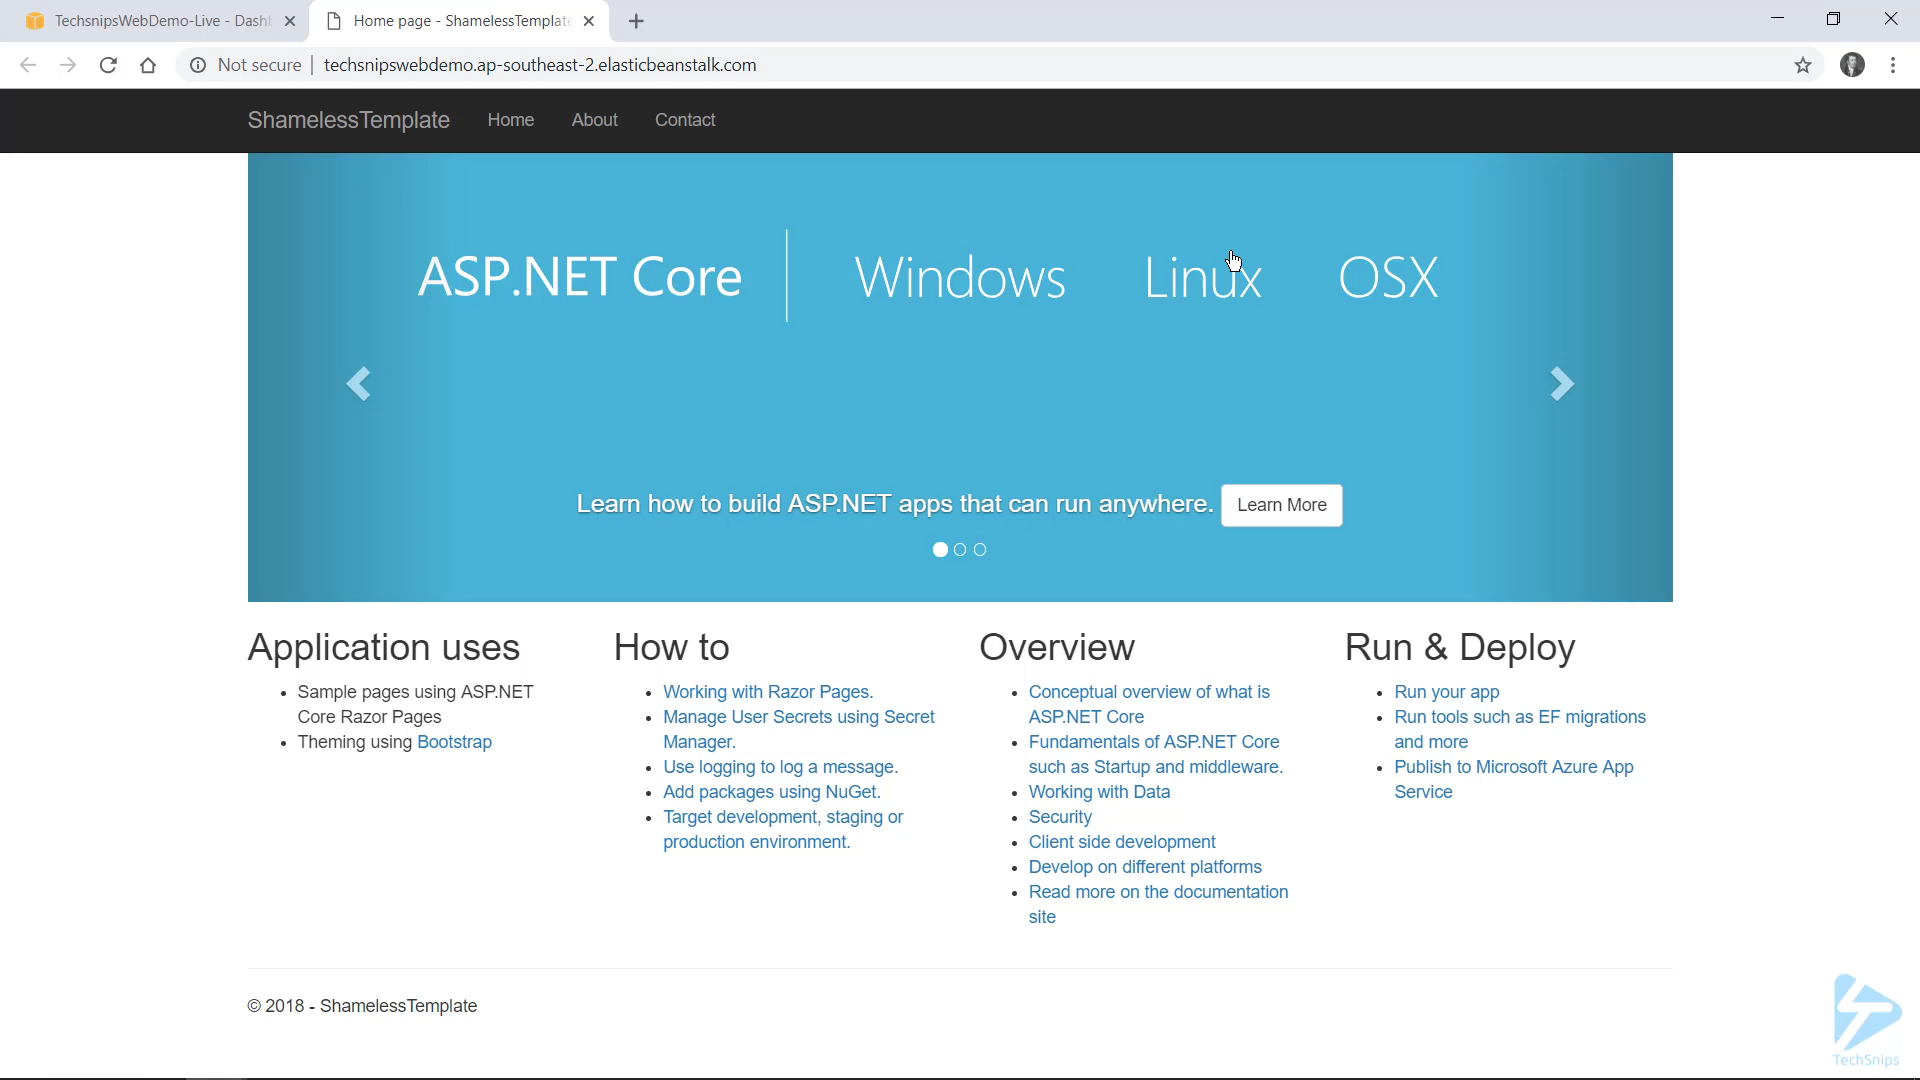 TechsnipsWebDemo-Live - Dash
Home page - ShamelessTemplate
Not secure
techsnipswebdemo.ap-southeast-2.elasticbeanstalk.com
ShamelessTemplate
Home
About
Contact
ASP.NET Core
Windows
Linux
OSX
Learn how to build ASP.NET apps that can run anywhere.
Learn More
Application uses
Sample pages using ASP.NET
Core Razor Pages
Theming using Bootstrap
How to
Working with Razor Pages.
Manage User Secrets using Secret
Manager.
Use logging to log a message.
Add packages using NuGet.
Target development, staging or
production environment.
Overview
Conceptual overview of what is
ASP.NET Core
Fundamentals of ASP.NET Core
such as Startup and middleware.
Working with Data
Security
Client side development
Develop on different platforms
Read more on the documentation
site
Run & Deploy
Run your app
Run tools such as EF migrations
and more
Publish to Microsoft Azure App
Service
© 2018 - ShamelessTemplate
TechSnips